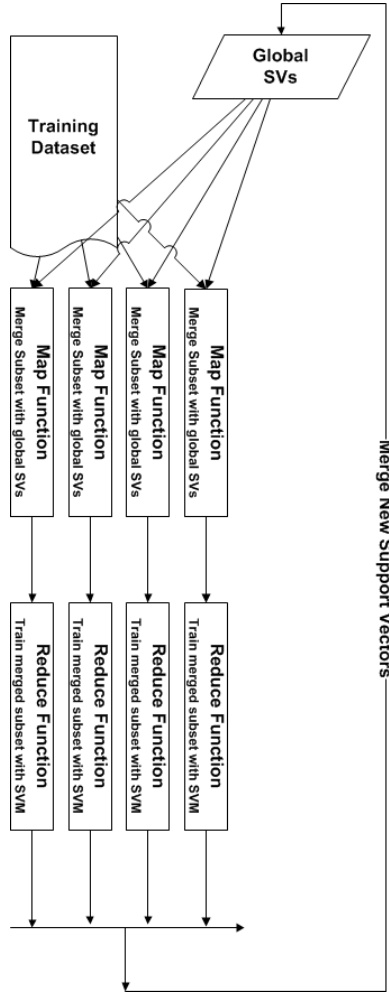 Global
SVs
Training
Dataset
Map Function
Merge Subset with global SVs
Map Function
Merge Subset with global SVs
Map Function
Merge Subset with global SVs
Map Function
Merge Subset with global SVs
Merge New Support Vectors
Reduce Function
Train merged subset with SVM
Reduce Function
Train merged subset with SVM
Reduce Function
Train merged subset with SVM
Reduce Function
Train merged subset with SVM